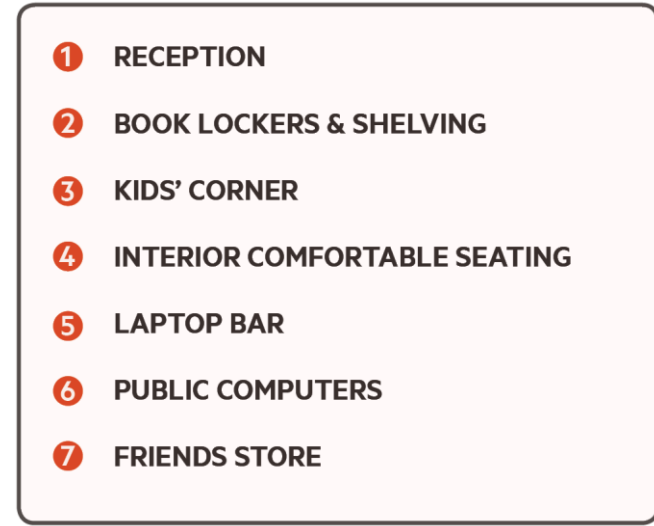 1 RECEPTION
2 BOOK LOCKERS & SHELVING
3 KIDS’ CORNER
4 INTERIOR COMFORTABLE SEATING
5 LAPTOP BAR
6 PUBLIC COMPUTERS
7 FRIENDS STORE